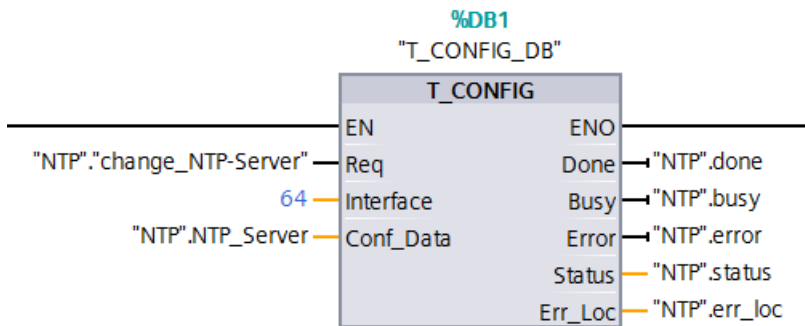 %DB1
"T_CONFIG_DB"
T_CONFIG
EN ENO
"NTP"."change_NTP-Server" Req Done "NTP".done
64 Interface Busy "NTP".busy
"NTP".NTP_Server Conf_Data Error "NTP".error
Status "NTP".status
Err_Loc "NTP".err_loc